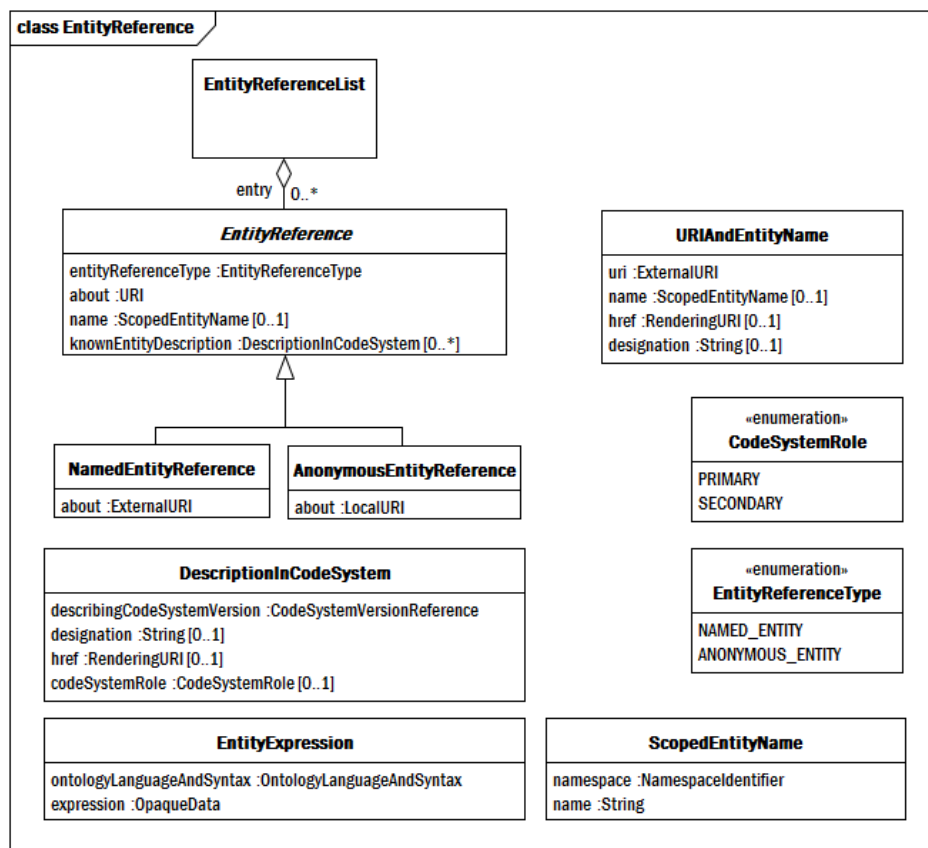 class EntityReference
EntityReferenceList
entry
0..*
EntityReference
entityReferenceType :EntityReferenceType
about :URI
name :ScopedEntityName [0..1]
knownEntityDescription :DescriptionInCodeSystem [0..*]
URIAndEntityName
uri :ExternalURI
name :ScopedEntityName [0..1]
href :RenderingURI [0..1]
designation :String [0..1]
NamedEntityReference
about :ExternalURI
AnonymousEntityReference
about :LocalURI
«enumeration»
CodeSystemRole
PRIMARY
SECONDARY
DescriptionInCodeSystem
describingCodeSystemVersion :CodeSystemVersionReference
designation :String [0..1]
href :RenderingURI [0..1]
codeSystemRole :CodeSystemRole [0..1]
«enumeration»
EntityReferenceType
NAMED_ENTITY
ANONYMOUS_ENTITY
EntityExpression
ontologyLanguageAndSyntax :OntologyLanguageAndSyntax
expression :OpaqueData
ScopedEntityName
namespace :NamespaceIdentifier
name :String